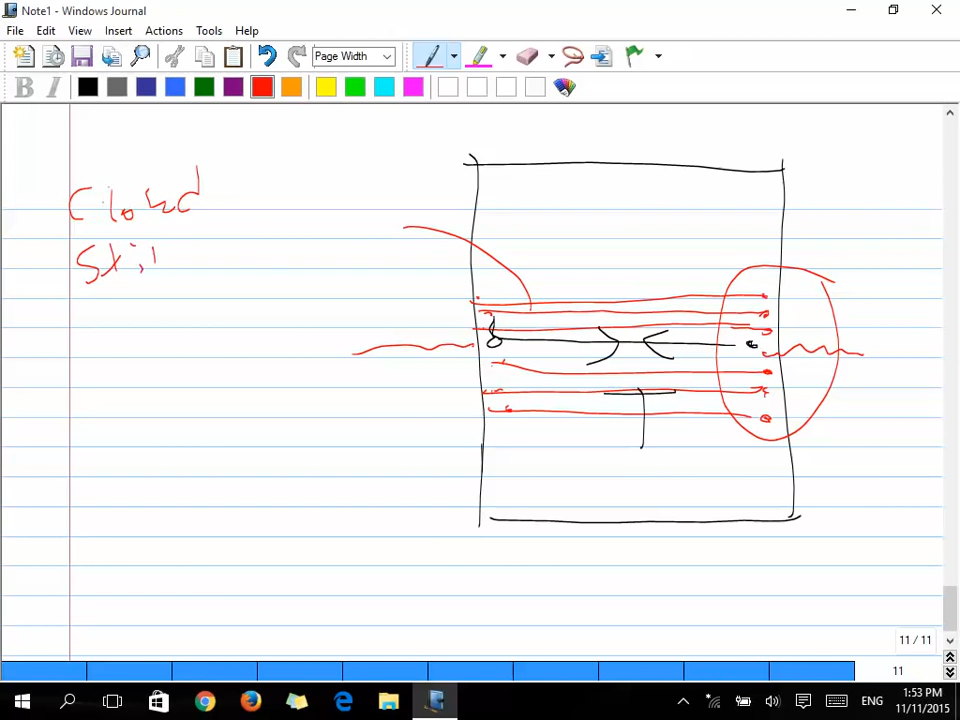 Note1 - Windows Journal
File Edit View Insert Actions Tools Help
Page Width
B I
11 / 11
11
ENG
1:53 PM
11/11/2015